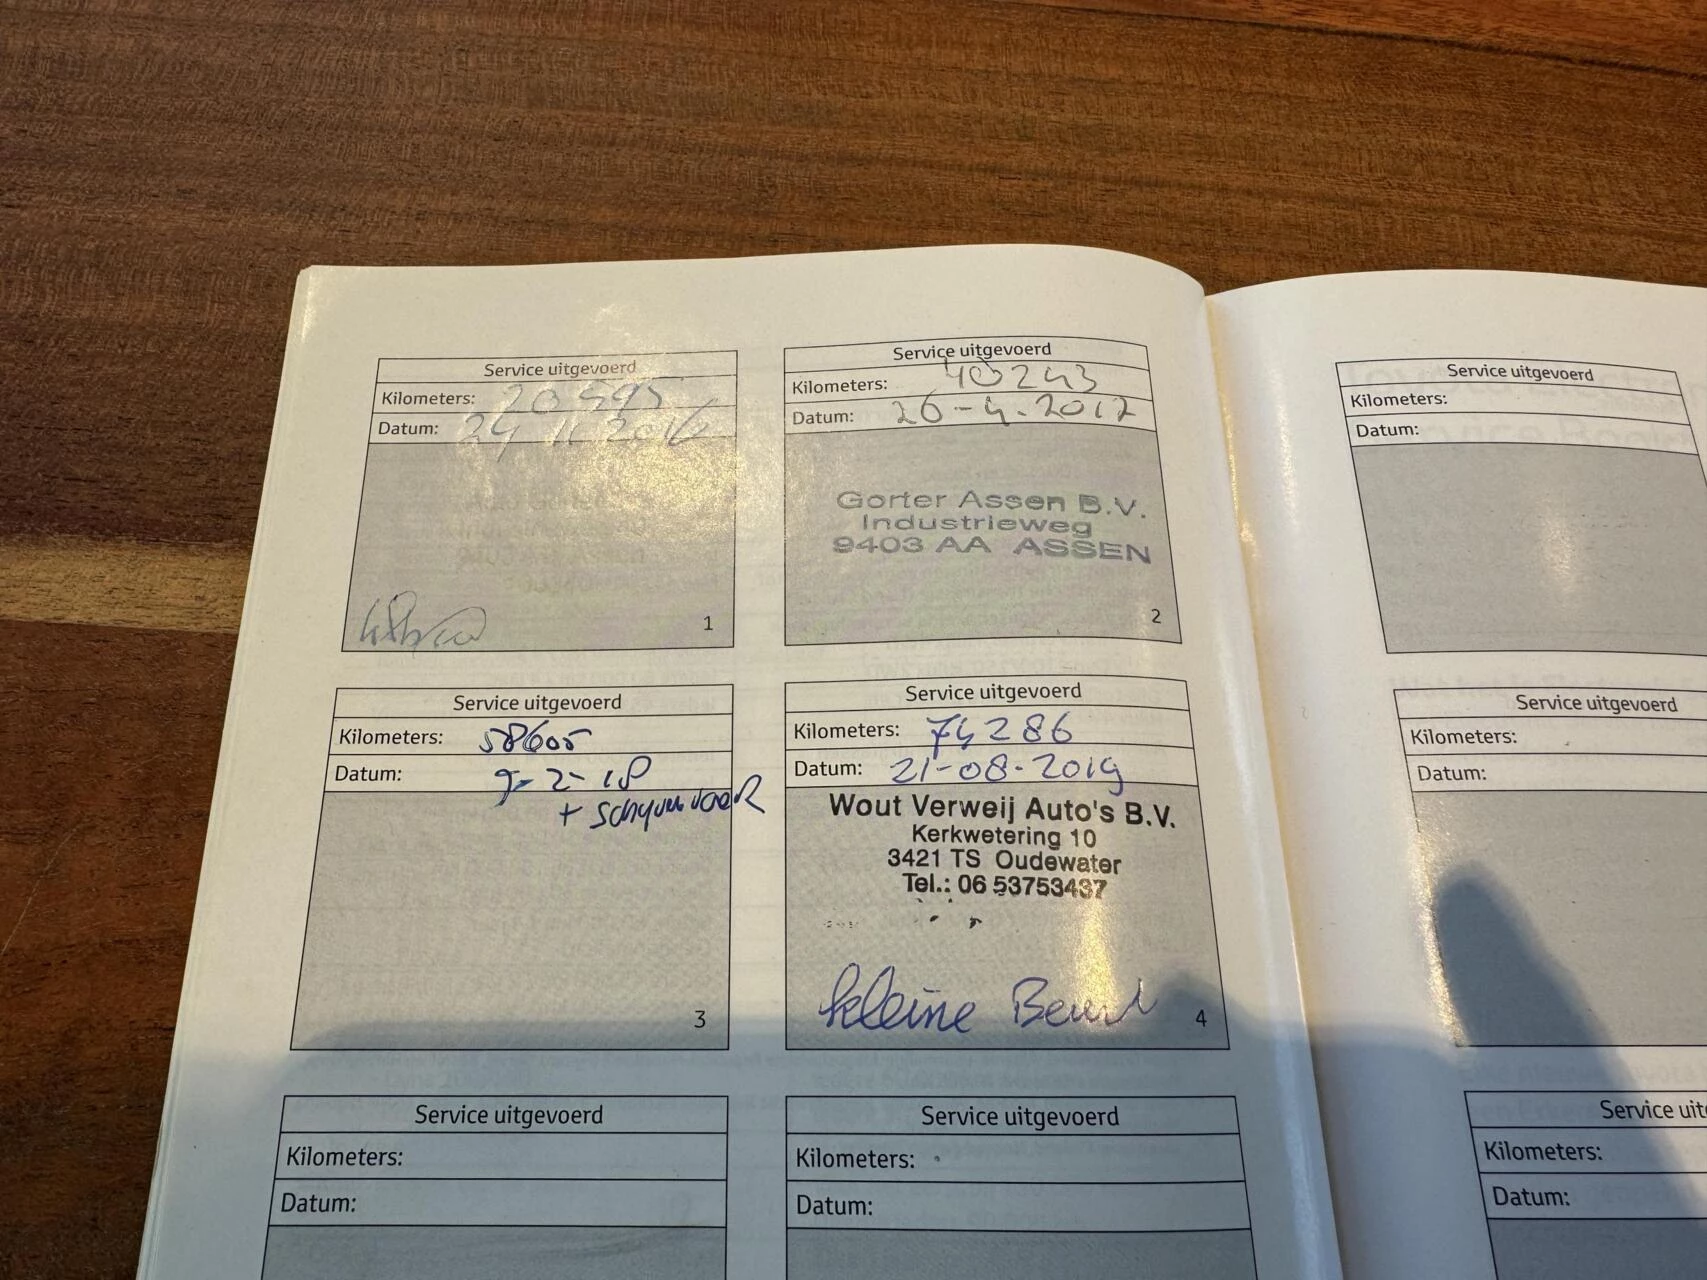 Service uitgevoerd
Kilometers: 20595
Datum: 24 11 2016
1
Service uitgevoerd
Kilometers: 40243
Datum: 26-4-2017
Gorter Assen B.V.
Industrieweg
9403 AA ASSEN
2
Service uitgevoerd
Kilometers: 58605
Datum: 9-2-18
+
3
Service uitgevoerd
Kilometers: 74286
Datum: 21-08-2019
Wout Verweij Auto's B.V.
Kerkwetering 10
3421 TS Oudewater
Tel.: 06 53753437
kleine Beurt
4
Service uitgevoerd
Kilometers:
Datum:
Service uitgevoerd
Kilometers:
Datum:
Service uitgevoerd
Kilometers:
Datum:
Service uitgevoerd
Kilometers:
Datum:
Service uit
Kilometers:
Datum: